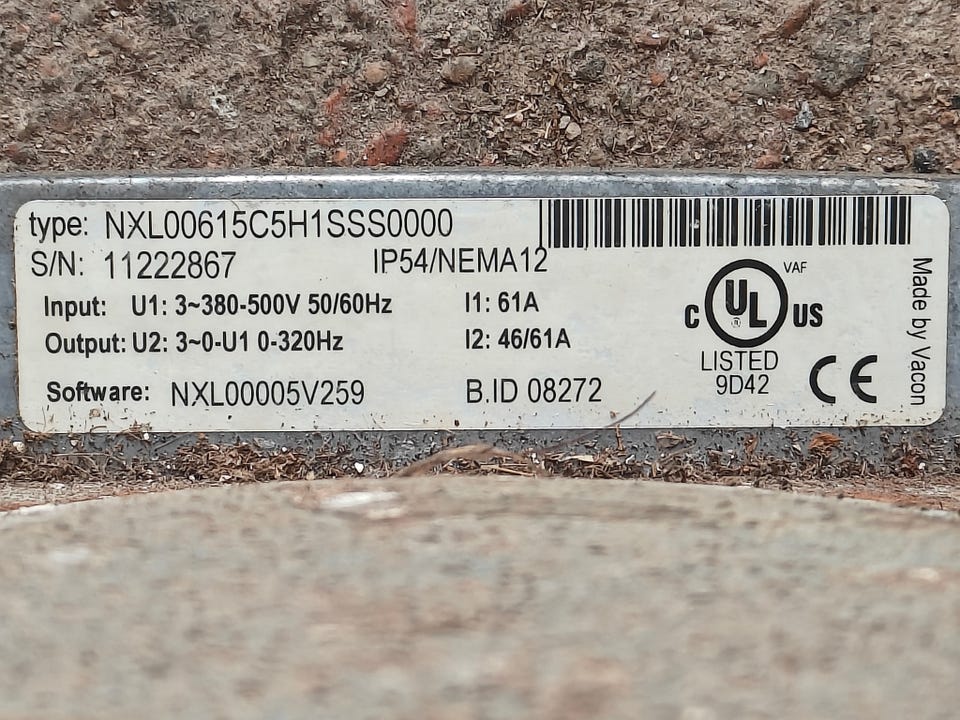 type: NXL00615C5H1SSS0000
S/N: 11222867 IP54/NEMA12
Input: U1: 3~380-500V 50/60Hz I1: 61A
Output: U2: 3~0-U1 0-320Hz I2: 46/61A
Software: NXL00005V259 B.ID 08272
VAF
C UL ® US
LISTED
9D42
CE
Made by Vacon